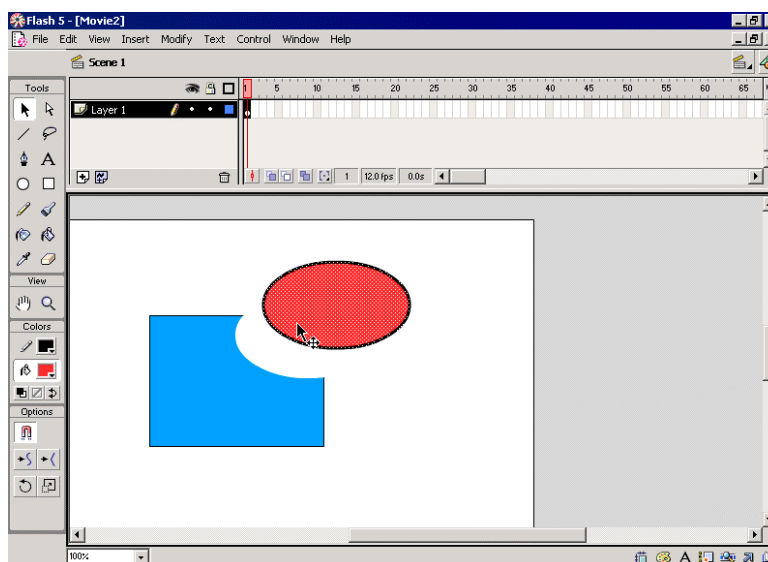 Flash 5 - [Movie2]
File Edit View Insert Modify Text Control Window Help
Scene 1
Tools
1 5 10 15 20 25 30 35 40 45 50 55 60 65
Layer 1
A
1 12.0 fps 0.0s
View
Colors
Options
100%
A